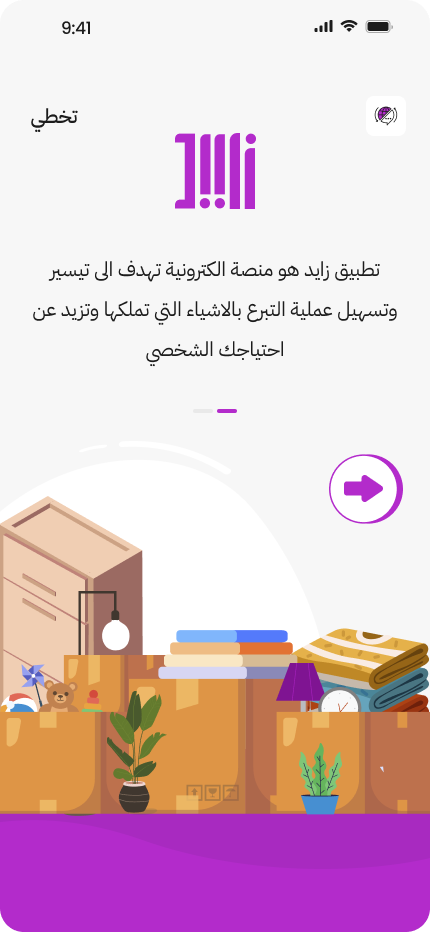 9:41
تخطي
زايد
تطبيق زايد هو منصة الكترونية تهدف الى تيسير
وتسهيل عملية التبرع بالاشياء التي تملكها وتزيد عن
احتياجك الشخصي